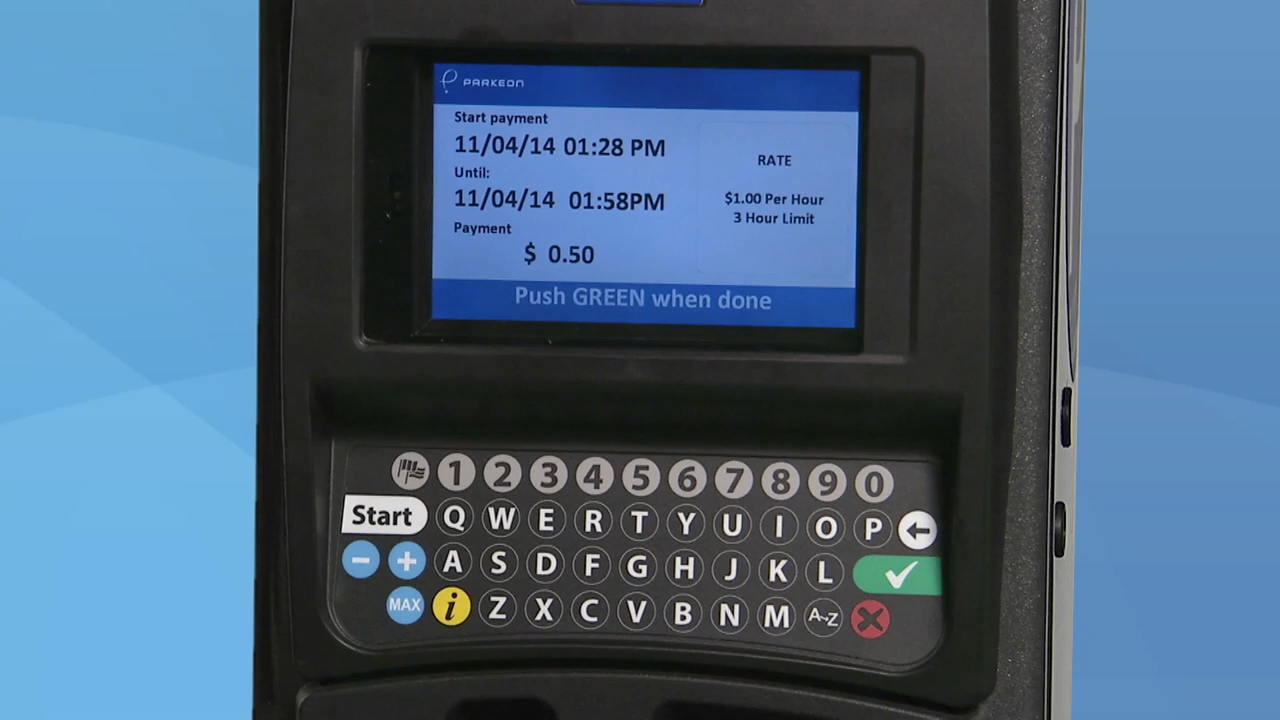 PARKEON
Start payment
11/04/14 01:28 PM
Until:
11/04/14 01:58PM
Payment
$ 0.50
RATE
$1.00 Per Hour
3 Hour Limit
Push GREEN when done
1 2 3 4 5 6 7 8 9 0
Start Q W E R T Y U I O P
- + A S D F G H J K L
MAX i Z X C V B N M A~Z